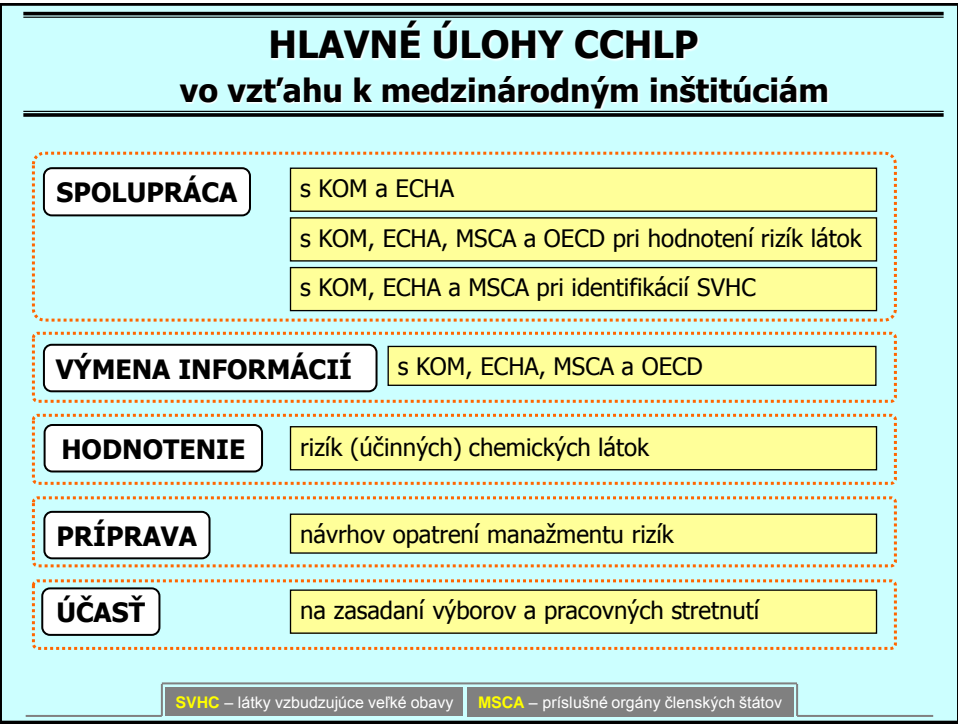 HLAVNÉ ÚLOHY CCHLP
vo vzťahu k medzinárodným inštitúciám
SPOLUPRÁCA
s KOM a ECHA
s KOM, ECHA, MSCA a OECD pri hodnotení rizík látok
s KOM, ECHA a MSCA pri identifikácií SVHC
VÝMENA INFORMÁCIÍ
s KOM, ECHA, MSCA a OECD
HODNOTENIE
rizík (účinných) chemických látok
PRÍPRAVA
návrhov opatrení manažmentu rizík
ÚČASŤ
na zasadaní výborov a pracovných stretnutí
SVHC – látky vzbudzujúce veľké obavy
MSCA – príslušné orgány členských štátov